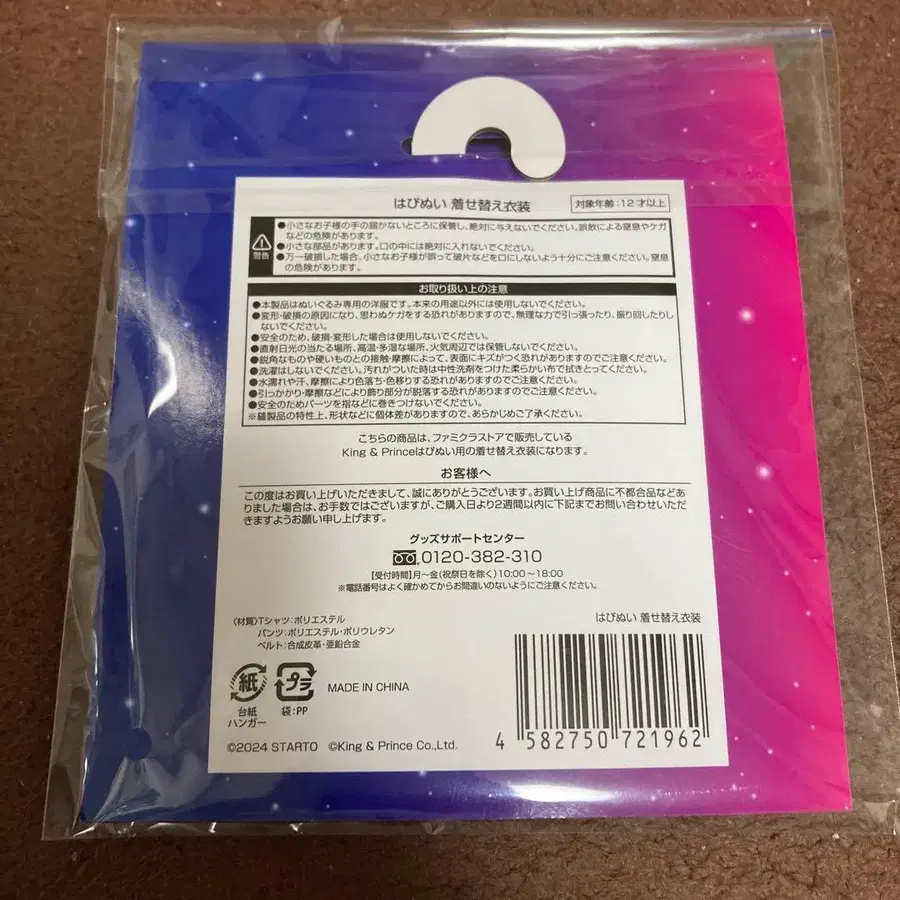 はぴぬい 着せ替え衣装
対象年齢:12才以上
警告
●小さなお子様の手の届かないところに保管し、絶対に与えないでください。誤飲による窒息やケガ
などの危険があります。
●小さな部品があります。口の中には絶対に入れないでください。
●万一破損した場合、小さなお子様が誤って破片などを口にしないよう十分にご注意ください。窒息
の危険があります。
お取り扱い上の注意
●本製品はぬいぐるみ専用の洋服です。本来の用途以外には使用しないでください。
●変形・破損の原因になり、思わぬケガをする恐れがありますので、無理な力で引っ張ったり、振り回したりし
ないでください。
●安全のため、破損・変形した場合は使用しないでください。
●直射日光の当たる場所、高温・多湿な場所、火気周辺では保管しないでください。
●鋭角なものや硬いものとの接触・摩擦によって、表面にキズがつく恐れがありますのでご注意ください。
●洗濯はしないでください。汚れがついた時は中性洗剤をつけた柔らかい布で拭きとってください。
●水濡れや汗、摩擦により色落ち・色移りする恐れがありますのでご注意ください。
●引っかかり・摩擦などにより飾り部分が脱落する恐れがありますのでご注意ください。
●安全のためパーツを指などに巻きつけないでください。
※縫製品の特性上、形状などに個体差がありますので、あらかじめご了承ください。
こちらの商品は、ファミクラストアで販売している
King & Princeはぴぬい用の着せ替え衣装になります。
お客様へ
この度はお買い上げいただきまして、誠にありがとうございます。お買い上げ商品に不都合品などあ
りました場合は、お手数ではございますが、ご購入日より2週間以内に下記までお問い合わせいただ
きますようお願い申し上げます。
グッズサポートセンター
0120-382-310
【受付時間】月～金(祝祭日を除く)10:00～18:00
※電話番号はよく確かめてからお間違いのないようにご注意ください。
〈材質〉Tシャツ:ポリエステル
パンツ:ポリエステル・ポリウレタン
ベルト:合成皮革・亜鉛合金
はぴぬい 着せ替え衣装
紙
プラ
台紙
ハンガー
袋:PP
MADE IN CHINA
©2024 STARTO ©King & Prince Co.,Ltd.
4 582750 721962